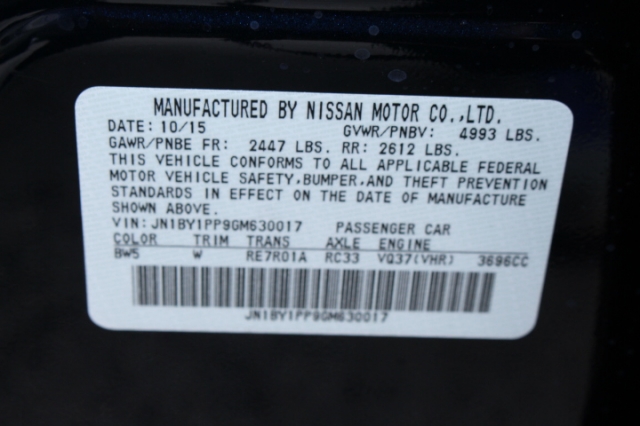 MANUFACTURED BY NISSAN MOTOR CO.,LTD.
DATE: 10/15 GVWR/PNBV: 4993 LBS.
GAWR/PNBE FR: 2447 LBS. RR: 2612 LBS.
THIS VEHICLE CONFORMS TO ALL APPLICABLE FEDERAL
MOTOR VEHICLE SAFETY,BUMPER,AND THEFT PREVENTION
STANDARDS IN EFFECT ON THE DATE OF MANUFACTURE
SHOWN ABOVE.
VIN: JN1BY1PP9GM630017 PASSENGER CAR
COLOR TRIM TRANS AXLE ENGINE
BW5 W RE7R01A RC33 VQ37(VHR) 3696CC
JN1BY1PP9GM630017